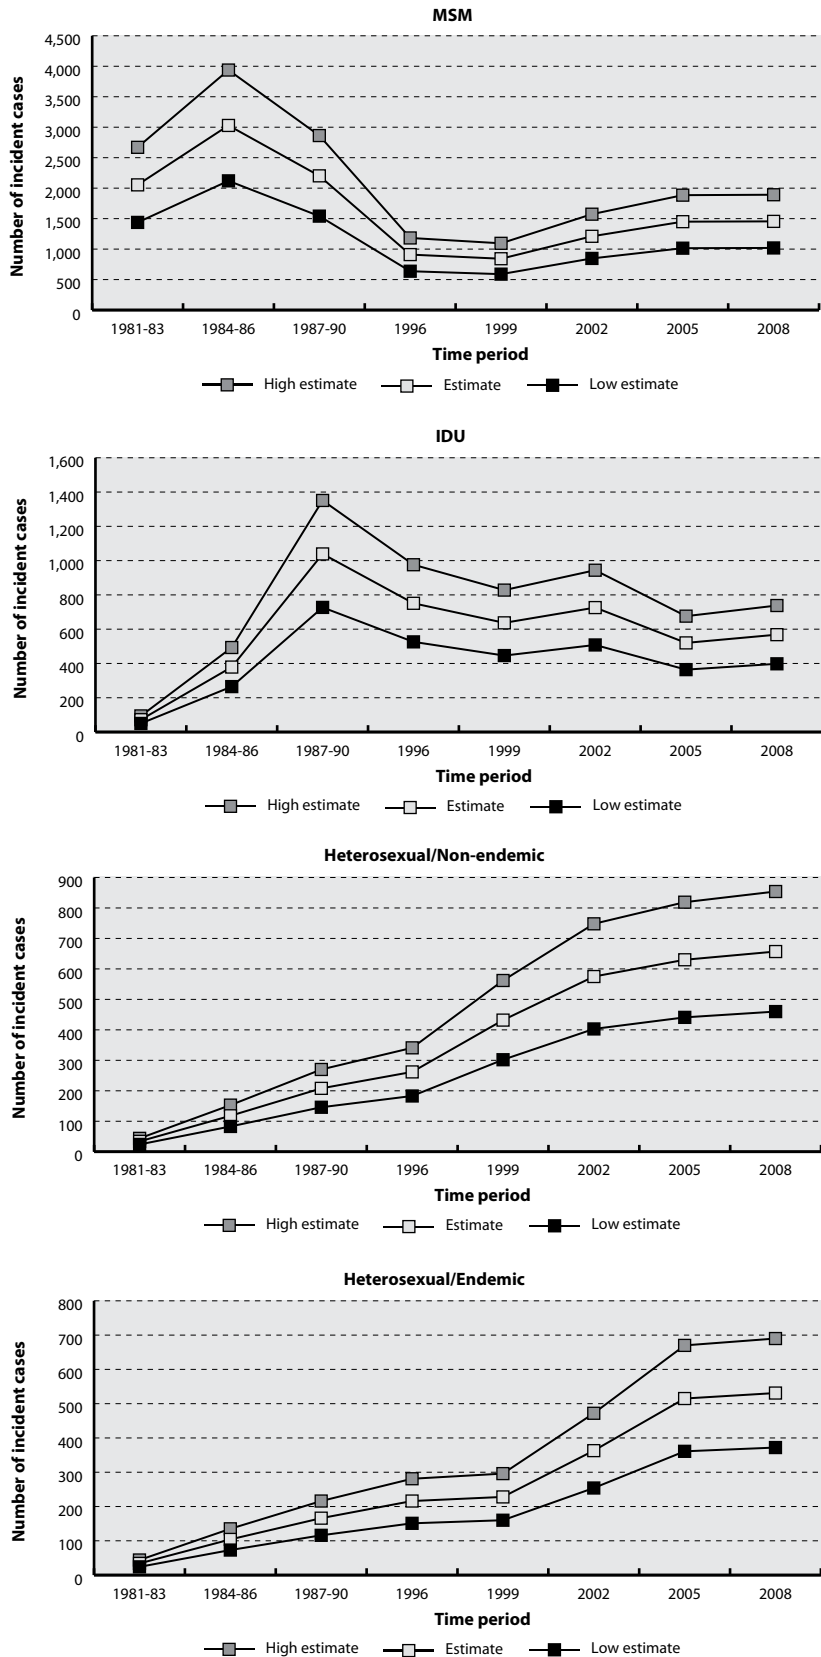 MSM
4,500
4,000
3,500
3,000
2,500
2,000
1,500
1,000
500
0
Number of incident cases
1981-83 1984-86 1987-90 1996 1999 2002 2005 2008
Time period
High estimate Estimate Low estimate
IDU
1,600
1,400
1,200
1,000
800
600
400
200
0
Number of incident cases
1981-83 1984-86 1987-90 1996 1999 2002 2005 2008
Time period
High estimate Estimate Low estimate
Heterosexual/Non-endemic
900
800
700
600
500
400
300
200
100
0
Number of incident cases
1981-83 1984-86 1987-90 1996 1999 2002 2005 2008
Time period
High estimate Estimate Low estimate
Heterosexual/Endemic
800
700
600
500
400
300
200
100
0
Number of incident cases
1981-83 1984-86 1987-90 1996 1999 2002 2005 2008
Time period
High estimate Estimate Low estimate